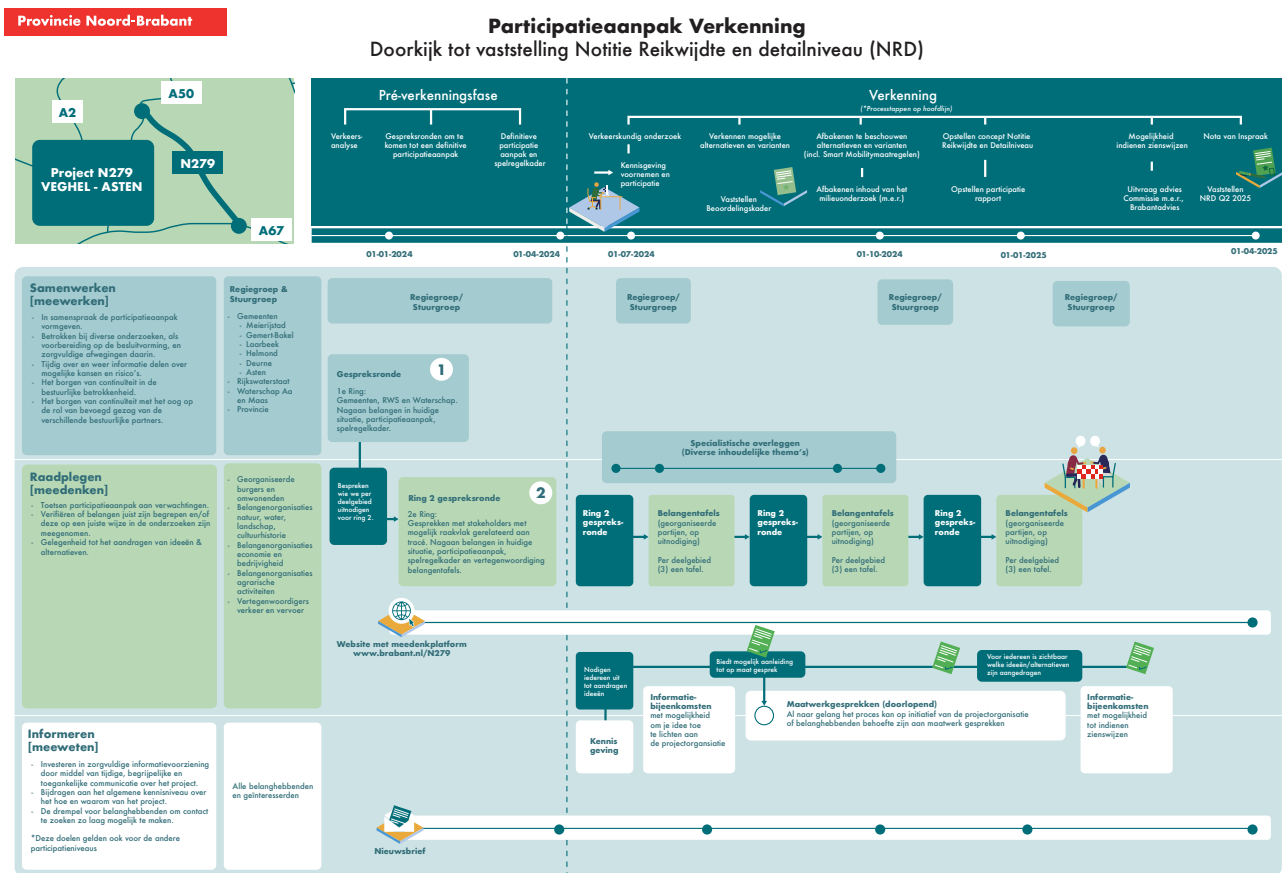 Provincie Noord-Brabant
Participatieaanpak Verkenning
Doorkijk tot vaststelling Notitie Reikwijdte en detailniveau (NRD)
A2
A50
N279
A67
Project N279
VEGHEL - ASTEN
Pré-verkenningsfase
Verkeers-
analyse
Gespreksronden om te
komen tot een definitive
participatieaanpak
Definitieve
participatie
aanpak en
spelregelkader
Verkenning
(*Processtappen op hoofdlijn)
Verkeerskundig onderzoek
Kennisgeving
voornemen en
participatie
Verkennen mogelijke
alternatieven en varianten
Vaststellen
Beoordelingskader
Afbakenen te beschouwen
alternatieven en varianten
(incl. Smart Mobilitymaatregelen)
Afbakenen inhoud van het
milieuonderzoek (m.e.r.)
Opstellen concept Notitie
Reikwijdte en Detailniveau
Opstellen participatie
rapport
Mogelijkheid
indienen zienswijzen
Uitvraag advies
Commissie m.e.r.,
Brabantadvies
Nota van Inspraak
Vaststellen
NRD Q2 2025
01-01-2024
01-04-2024
01-07-2024
01-10-2024
01-01-2025
01-04-2025
Samenwerken
[meewerken]
- In samenspraak de participatieaanpak
vormgeven.
- Betrokken bij diverse onderzoeken, als
voorbereiding op de besluitvorming, en
zorgvuldige afwegingen daarin.
- Tijdig over en weer informatie delen over
mogelijke kansen en risico's.
- Het borgen van continuïteit in de
bestuurlijke betrokkenheid.
- Het borgen van continuïteit met het oog op
de rol van bevoegd gezag van de
verschillende bestuurlijke partners.
Regiegroep &
Stuurgroep
- Gemeenten
- Meierijstad
- Gemert-Bakel
- Laarbeek
- Helmond
- Deurne
- Asten
- Rijkswaterstaat
- Waterschap Aa
en Maas
- Provincie
Regiegroep/
Stuurgroep
Regiegroep/
Stuurgroep
Regiegroep/
Stuurgroep
Regiegroep/
Stuurgroep
Gespreksronde
1
1e Ring:
Gemeenten, RWS en Waterschap.
Nagaan belangen in huidige
situatie, participatieaanpak,
spelregelkader.
Specialistische overleggen
(Diverse inhoudelijke thema's)
Raadplegen
[meedenken]
- Toetsen participatieaanpak aan verwachtingen.
- Verifiëren of belangen juist zijn begrepen en/of
deze op een juiste wijze in de onderzoeken zijn
meegenomen.
- Gelegenheid tot het aandragen van ideeën &
alternatieven.
- Georganiseerde
burgers en
omwonenden
- Belangenorganisaties
natuur, water,
landschap,
cultuurhistorie
- Belangenorganisaties
economie en
bedrijvigheid
- Belangenorganisaties
agrarische
activiteiten
- Vertegenwoordigers
verkeer en vervoer
Bespreken
wie we per
deelgebied
uitnodigen
voor ring 2.
Ring 2 gespreksronde
2
2e Ring:
Gesprekken met stakeholders met
mogelijk raakvlak gerelateerd aan
tracé. Nagaan belangen in huidige
situatie, participatieaanpak,
spelregelkader en vertegenwoordiging
belangentafels.
Ring 2
gespreks-
ronde
Belangentafels
(georganiseerde
partijen, op
uitnodiging)
Per deelgebied
(3) een tafel.
Ring 2
gespreks-
ronde
Belangentafels
(georganiseerde
partijen, op
uitnodiging)
Per deelgebied
(3) een tafel.
Ring 2
gespreks-
ronde
Belangentafels
(georganiseerde
partijen, op
uitnodiging)
Per deelgebied
(3) een tafel.
Website met meedenkplatform
www.brabant.nl/N279
Nodigen
iedereen uit
tot aandragen
ideeën
Biedt mogelijk aanleiding
tot op maat gesprek
Voor iedereen is zichtbaar
welke ideeën/alternatieven
zijn aangedragen
Kennis
geving
Informatie-
bijeenkomsten
met mogelijkheid
om je idee toe
te lichten aan
de projectorgansiatie
Maatwerkgesprekken (doorlopend)
Al naar gelang het proces kan op initiatief van de projectorganisatie
of belanghebbenden behoefte zijn aan maatwerk gesprekken
Informatie-
bijeenkomsten
met mogelijkheid
tot indienen
zienswijzen
Informeren
[meeweten]
- Investeren in zorgvuldige informatievoorziening
door middel van tijdige, begrijpelijke en
toegankelijke communicatie over het project.
- Bijdragen aan het algemene kennisniveau over
het hoe en waarom van het project.
- De drempel voor belanghebbenden om contact
te zoeken zo laag mogelijk te maken.
*Deze doelen gelden ook voor de andere
participatieniveaus
Alle belanghebbenden
en geïnteresserden
Nieuwsbrief